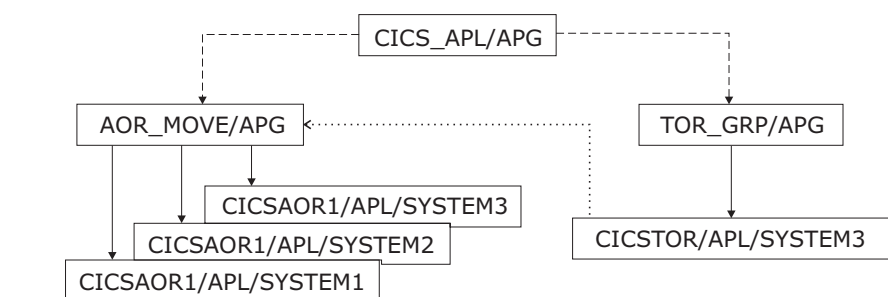 CICS_APL/APG
AOR_MOVE/APG
TOR_GRP/APG
CICSAOR1/APL/SYSTEM3
CICSAOR1/APL/SYSTEM2
CICSTOR/APL/SYSTEM3
CICSAOR1/APL/SYSTEM1